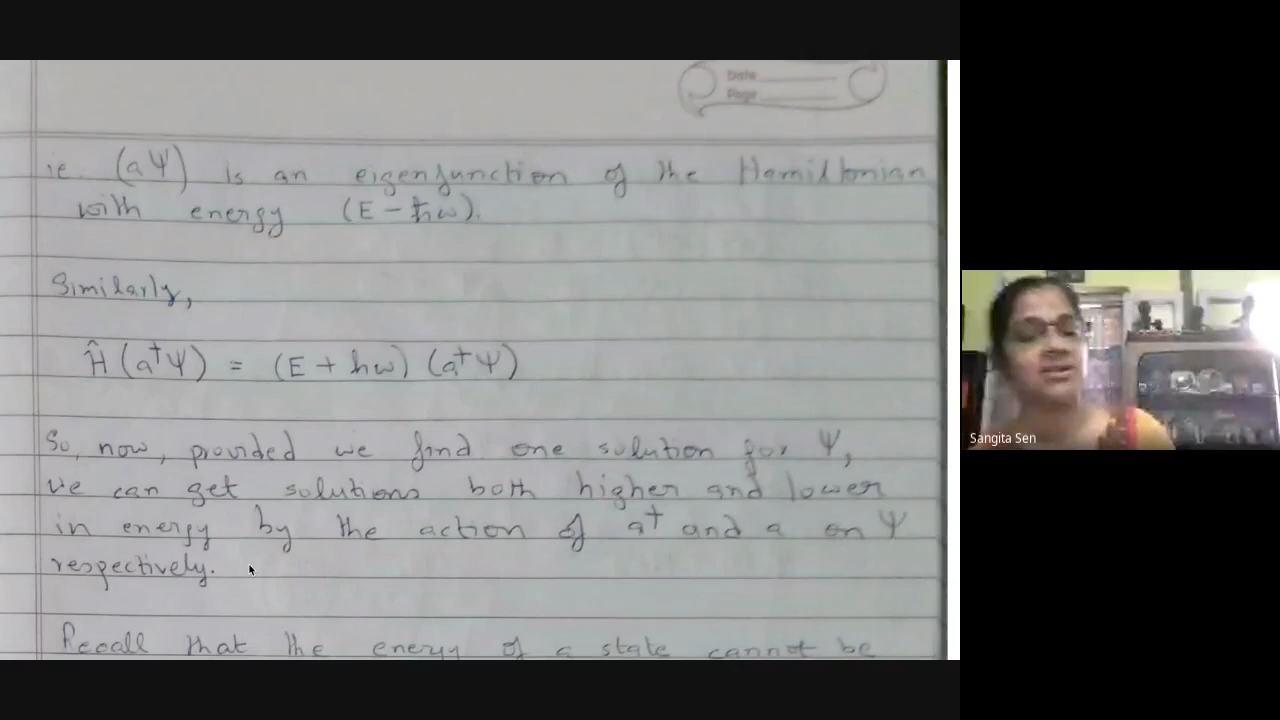 Date
Page
ie. (aΨ) is an eigenfunction of the Hamiltonian
with energy (E - ħω).
Similarly,
Ĥ (a†Ψ) = (E + ħω) (a†Ψ)
So, now, provided we find one solution for Ψ,
we can get solutions both higher and lower
in energy by the action of a† and a on Ψ
respectively.
Recall that the energy of a state cannot be
Sangita Sen